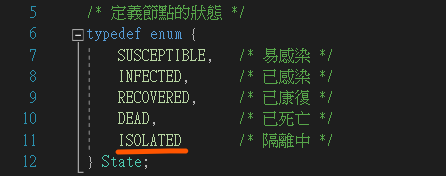 5 /* 定義節點的狀態 */
6 typedef enum {
7 SUSCEPTIBLE, /* 易感染 */
8 INFECTED, /* 已感染 */
9 RECOVERED, /* 已康復 */
10 DEAD, /* 已死亡 */
11 ISOLATED /* 隔離中 */
12 } State;